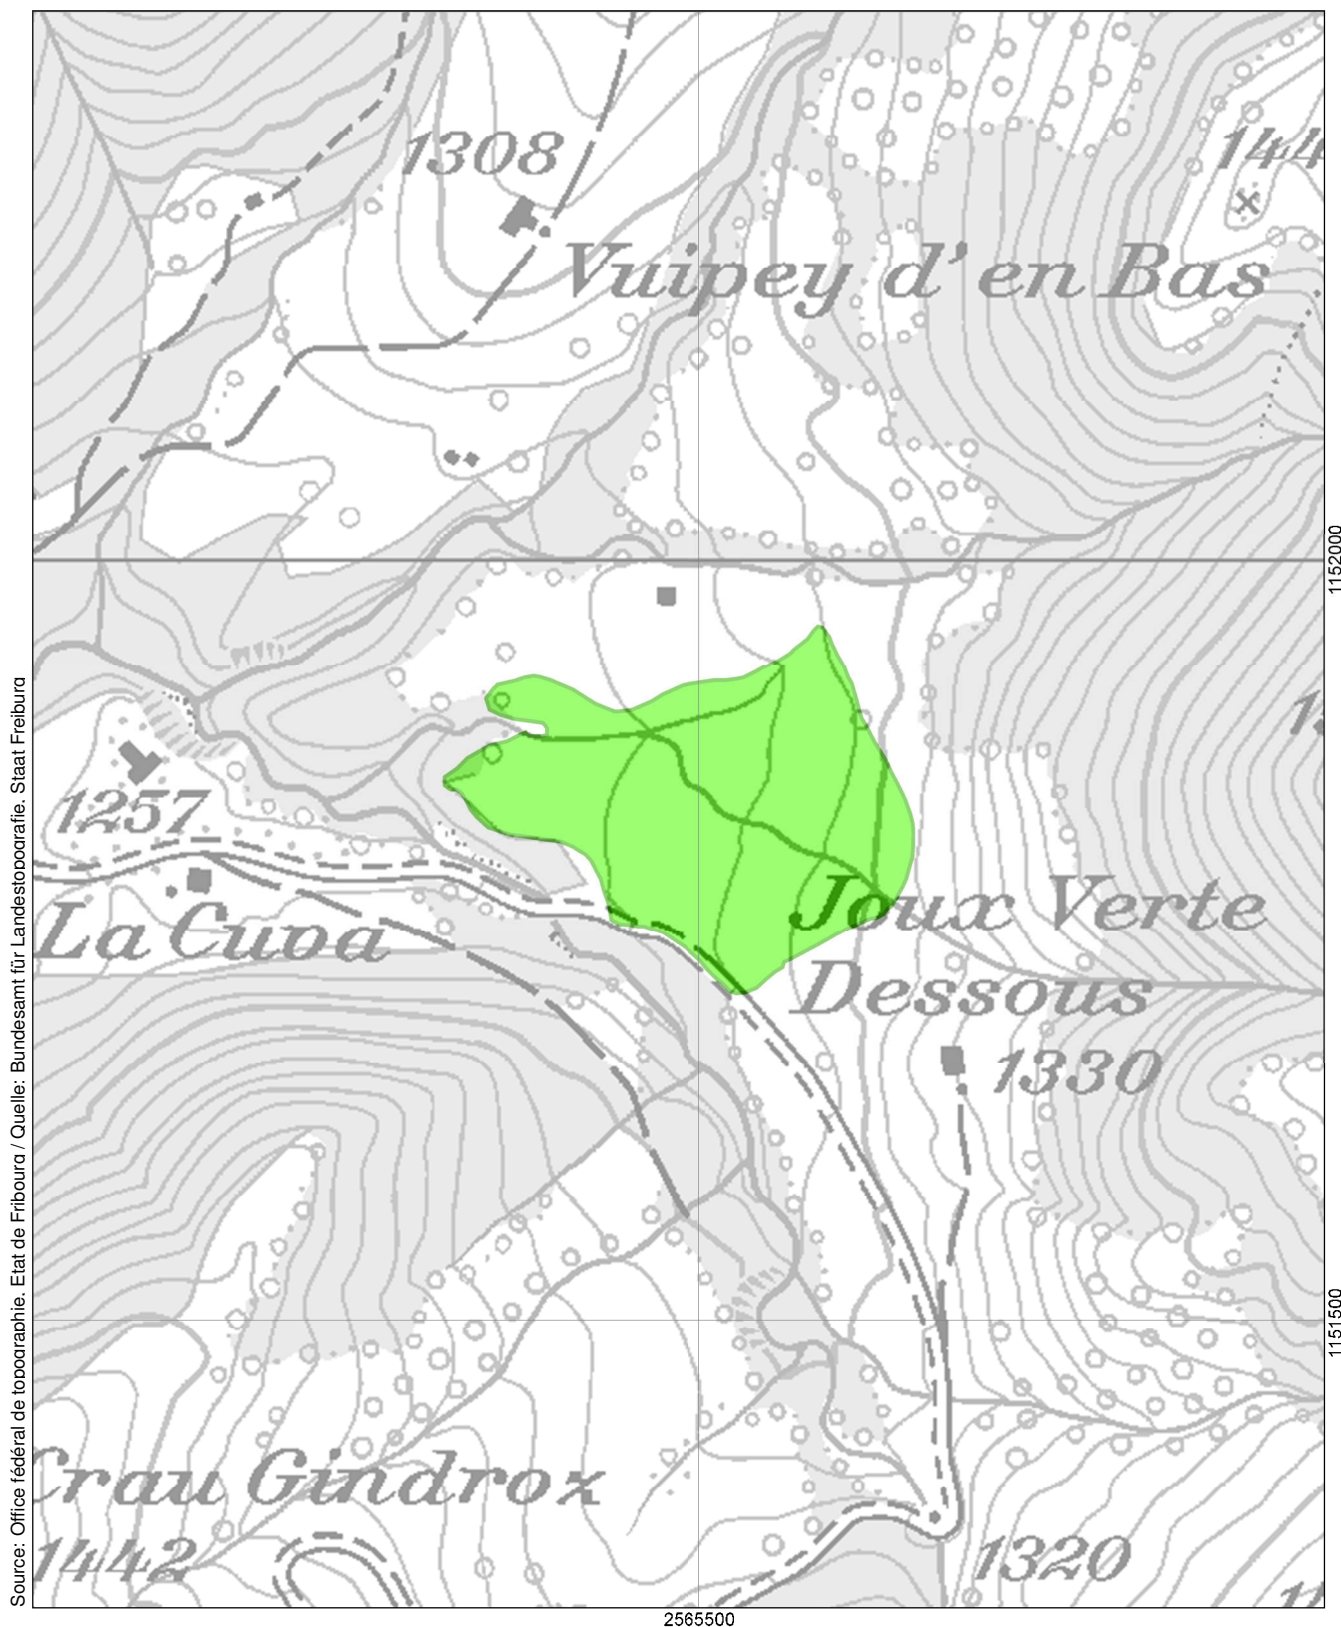 1308
144
Vuipey d'en Bas
1152000
1257
La Cuva
Joux Verte
Dessous
1330
1151500
Crau Gindroz
1442
1320
2565500
Source: Office fédéral de topographie, Etat de Fribourg / Quelle: Bundesamt für Landestopografie, Staat Freiburg